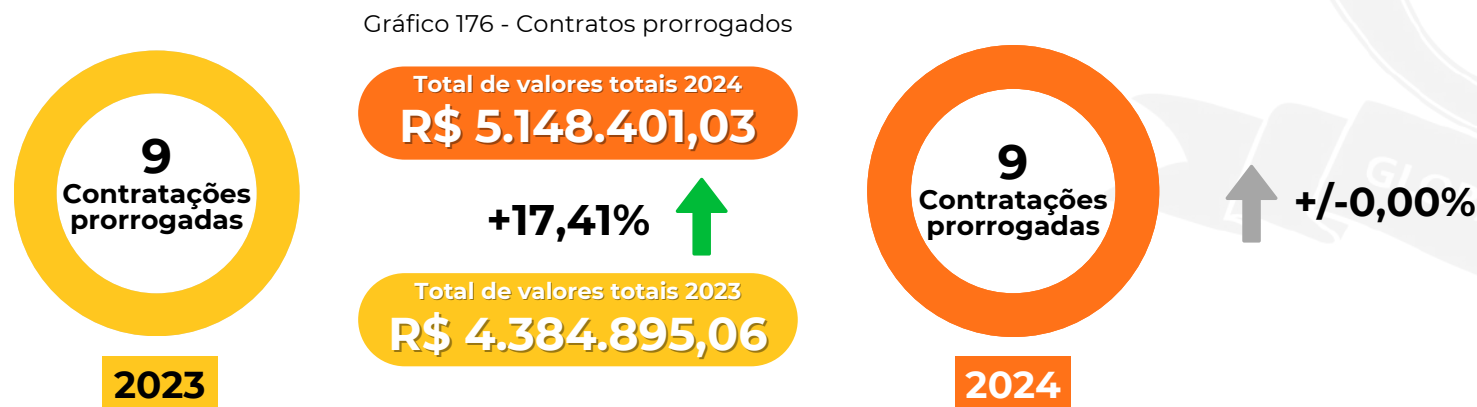 Gráfico 176 - Contratos prorrogados
9
Contratações
prorrogadas
2023
Total de valores totais 2024
R$ 5.148.401,03
+17,41%
Total de valores totais 2023
R$ 4.384.895,06
9
Contratações
prorrogadas
2024
+/-0,00%